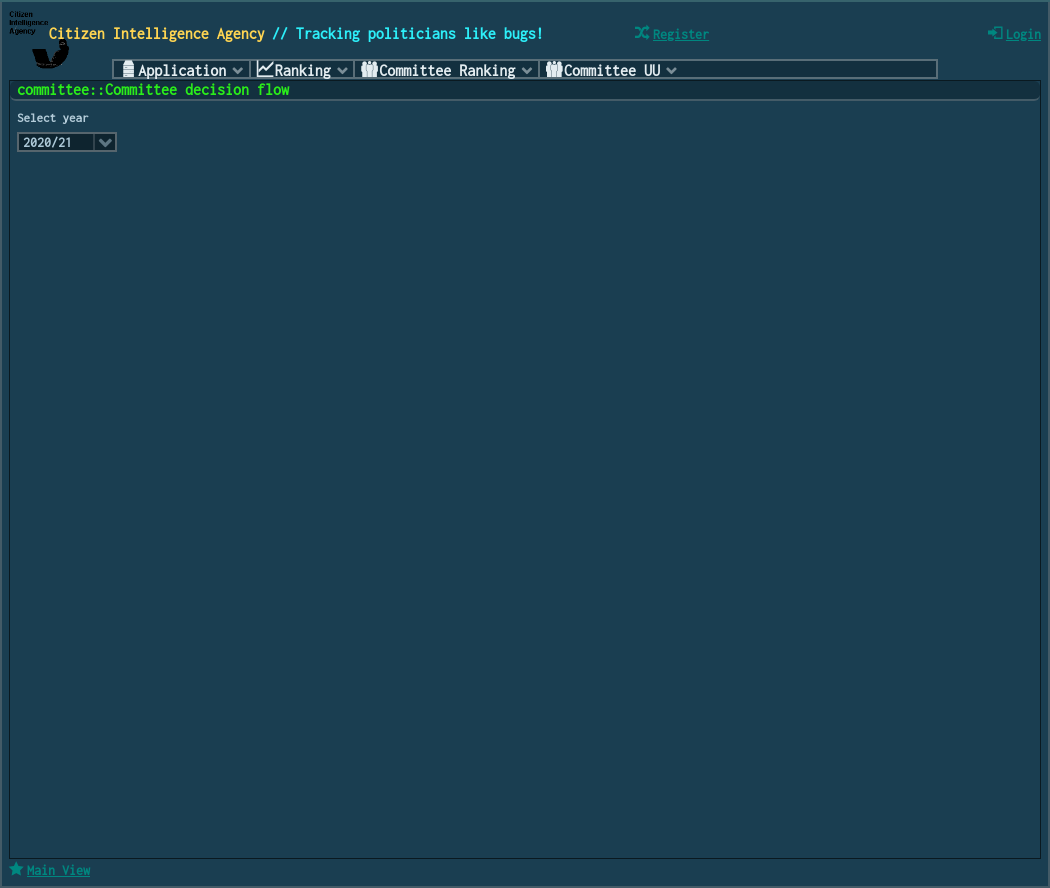 Citizen
Intelligence
Agency
Citizen Intelligence Agency // Tracking politicians like bugs!
Register
Login
Application
Ranking
Committee Ranking
Committee UU
committee::Committee decision flow
Select year
2020/21
Main View